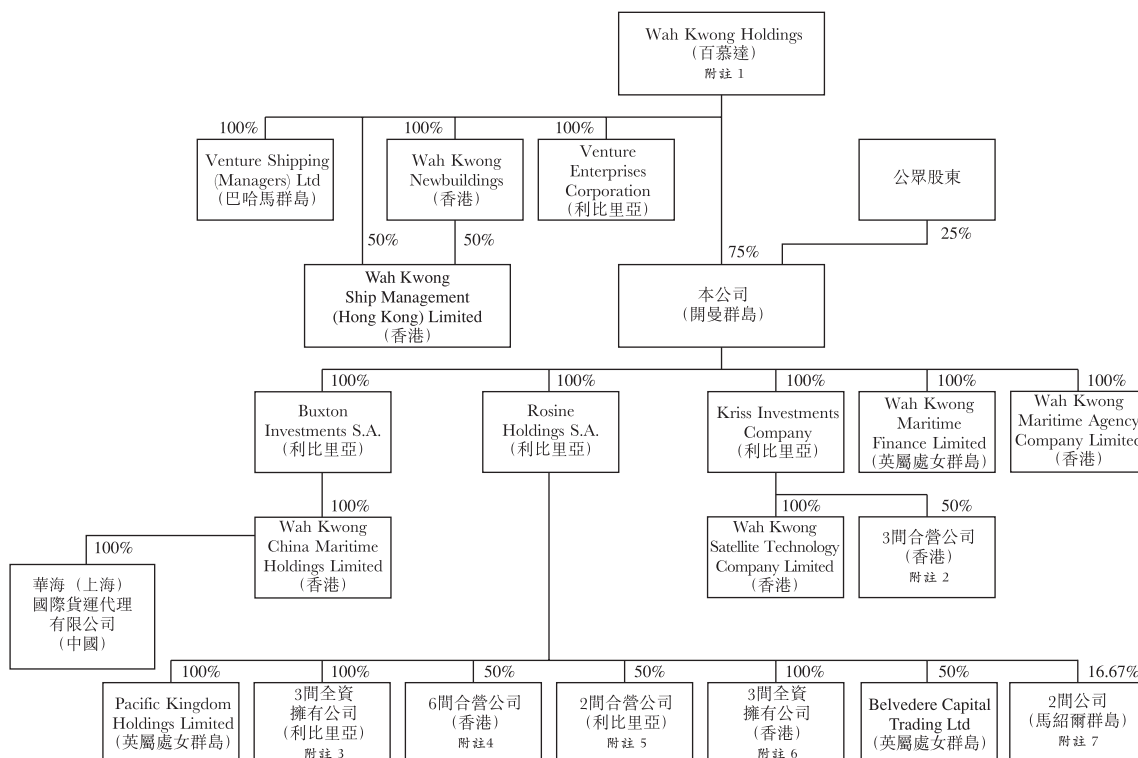 Wah Kwong Holdings
(百慕達)
附註 1
100%
100%
100%
Venture Shipping
(Managers) Ltd
(巴哈馬群島)
Wah Kwong
Newbuildings
(香港)
Venture
Enterprises
Corporation
(利比里亞)
公眾股東
50%
50%
75%
25%
Wah Kwong
Ship Management
(Hong Kong) Limited
(香港)
本公司
(開曼群島)
100%
100%
100%
100%
100%
Buxton
Investments S.A.
(利比里亞)
Rosine
Holdings S.A.
(利比里亞)
Kriss Investments
Company
(利比里亞)
Wah Kwong
Maritime
Finance Limited
(英屬處女群島)
Wah Kwong
Maritime Agency
Company Limited
(香港)
100%
100%
50%
100%
Wah Kwong
China Maritime
Holdings Limited
(香港)
Wah Kwong
Satellite Technology
Company Limited
(香港)
3間合營公司
(香港)
附註 2
華海（上海）
國際貨運代理
有限公司
(中國)
100%
100%
50%
50%
100%
50%
16.67%
Pacific Kingdom
Holdings Limited
(英屬處女群島)
3間全資
擁有公司
(利比里亞)
附註 3
6間合營公司
(香港)
附註4
2間合營公司
(利比里亞)
附註 5
3間全資
擁有公司
(香港)
附註 6
Belvedere Capital
Trading Ltd
(英屬處女群島)
2間公司
(馬紹爾群島)
附註 7